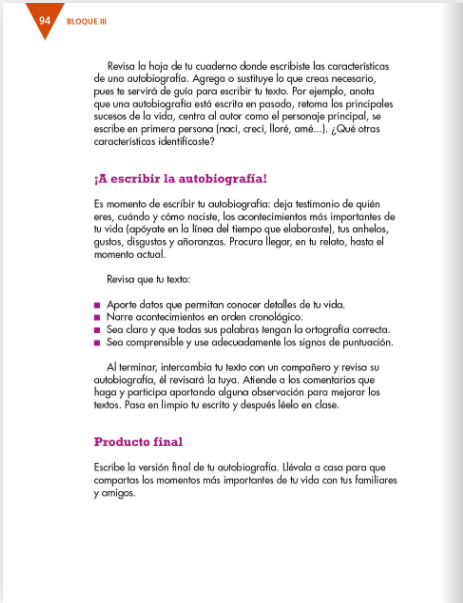 94
BLOQUE III
Revisa la hoja de tu cuaderno donde escribiste las características
de una autobiografía. Agrega o sustituye lo que creas necesario,
pues te servirá de guía para escribir tu texto. Por ejemplo, anota
que una autobiografía está escrita en pasado, retoma los principales
sucesos de la vida, centra al autor como el personaje principal, se
escribe en primera persona (nací, crecí, lloré, amé...). ¿Qué otras
características identificaste?
¡A escribir la autobiografía!
Es momento de escribir tu autobiografía: deja testimonio de quién
eres, cuándo y cómo naciste, los acontecimientos más importantes de
tu vida (apóyate en la línea del tiempo que elaboraste), tus anhelos,
gustos, disgustos y añoranzas. Procura llegar, en tu relato, hasta el
momento actual.
Revisa que tu texto:
■ Aporte datos que permitan conocer detalles de tu vida.
■ Narre acontecimientos en orden cronológico.
■ Sea claro y que todas sus palabras tengan la ortografía correcta.
■ Sea comprensible y use adecuadamente los signos de puntuación.
Al terminar, intercambia tu texto con un compañero y revisa su
autobiografía, él revisará la tuya. Atiende a los comentarios que
haga y participa aportando alguna observación para mejorar los
textos. Pasa en limpio tu escrito y después léelo en clase.
Producto final
Escribe la versión final de tu autobiografía. Llévala a casa para que
compartas los momentos más importantes de tu vida con tus familiares
y amigos.